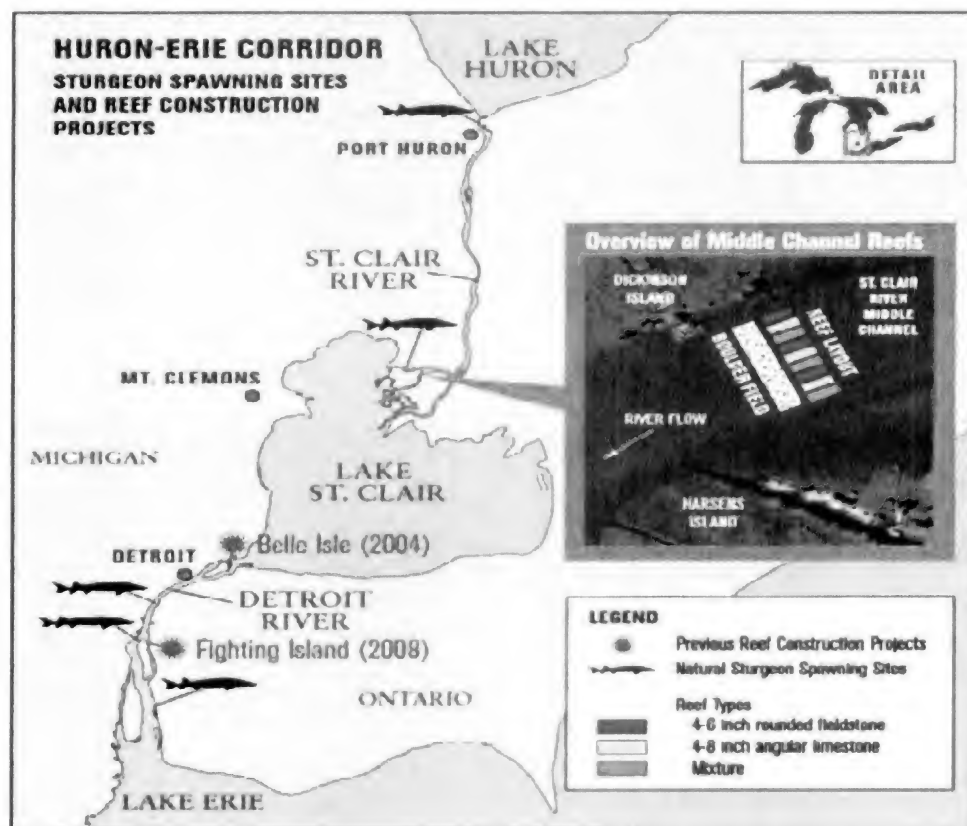 HURON-ERIE CORRIDOR
STURGEON SPAWNING SITES
AND REEF CONSTRUCTION
PROJECTS
LAKE
HURON
DETAIL
AREA
PORT HURON
ST. CLAIR
RIVER
MT. CLEMONS
MICHIGAN
LAKE
ST. CLAIR
Belle Isle (2004)
DETROIT
DETROIT
RIVER
Fighting Island (2008)
ONTARIO
LAKE ERIE
Overview of Middle Channel Reefs
DICKINSON
ISLAND
ST. CLAIR
RIVER
MIDDLE
CHANNEL
REEF LAYOUT
BOULDER FIELD
RIVER FLOW
HARSENS
ISLAND
LEGEND
Previous Reef Construction Projects
Natural Sturgeon Spawning Sites
Reef Types
4-6 inch rounded fieldstone
4-8 inch angular limestone
Mixture